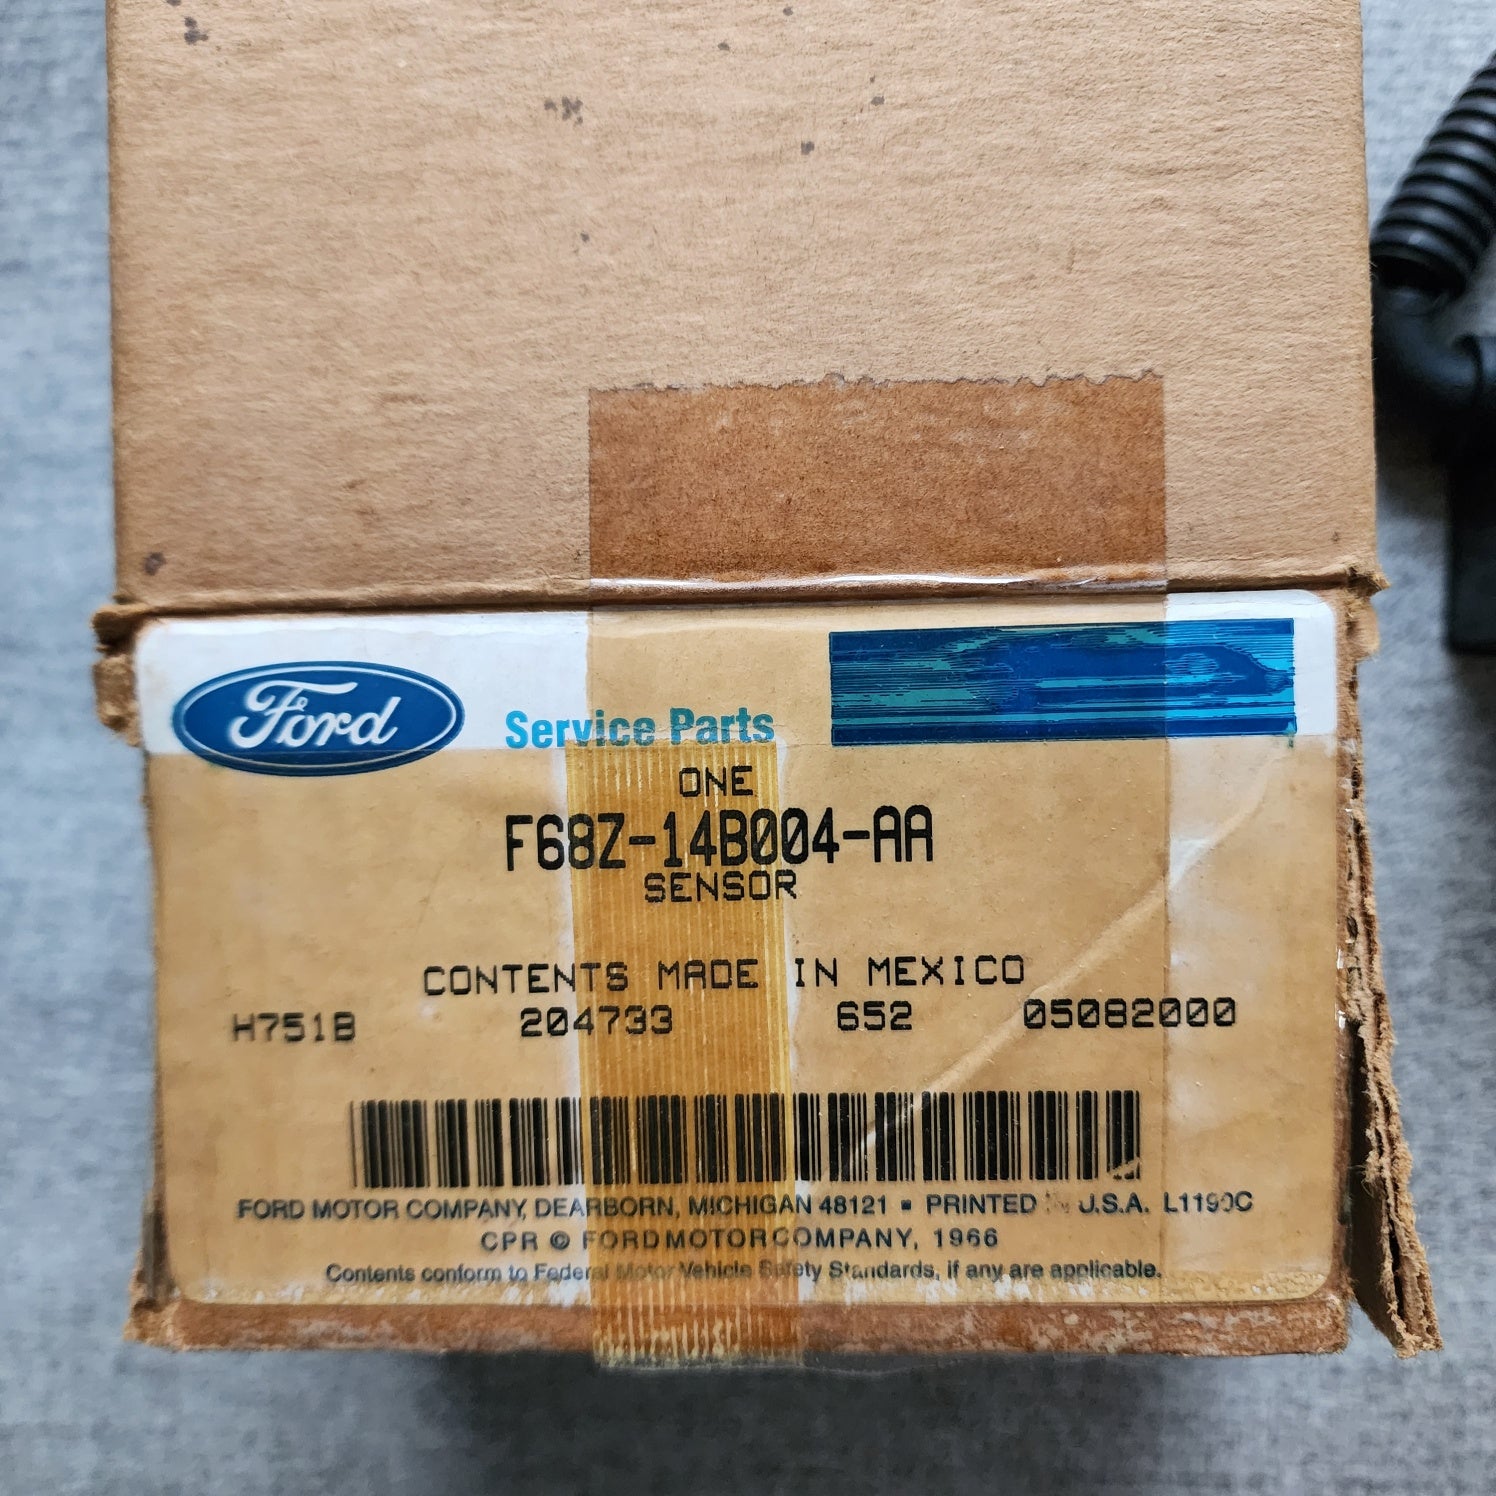 Ford
Service Parts
ONE
F68Z-14B004-AA
SENSOR
CONTENTS MADE IN MEXICO
H751B 204733 652 05082000
FORD MOTOR COMPANY, DEARBORN, MICHIGAN 48121 ▪ PRINTED U.S.A. L1190C
CPR © FORD MOTOR COMPANY, 1966
Contents conform to Federal Motor Vehicle Safety Standards, if any are applicable.